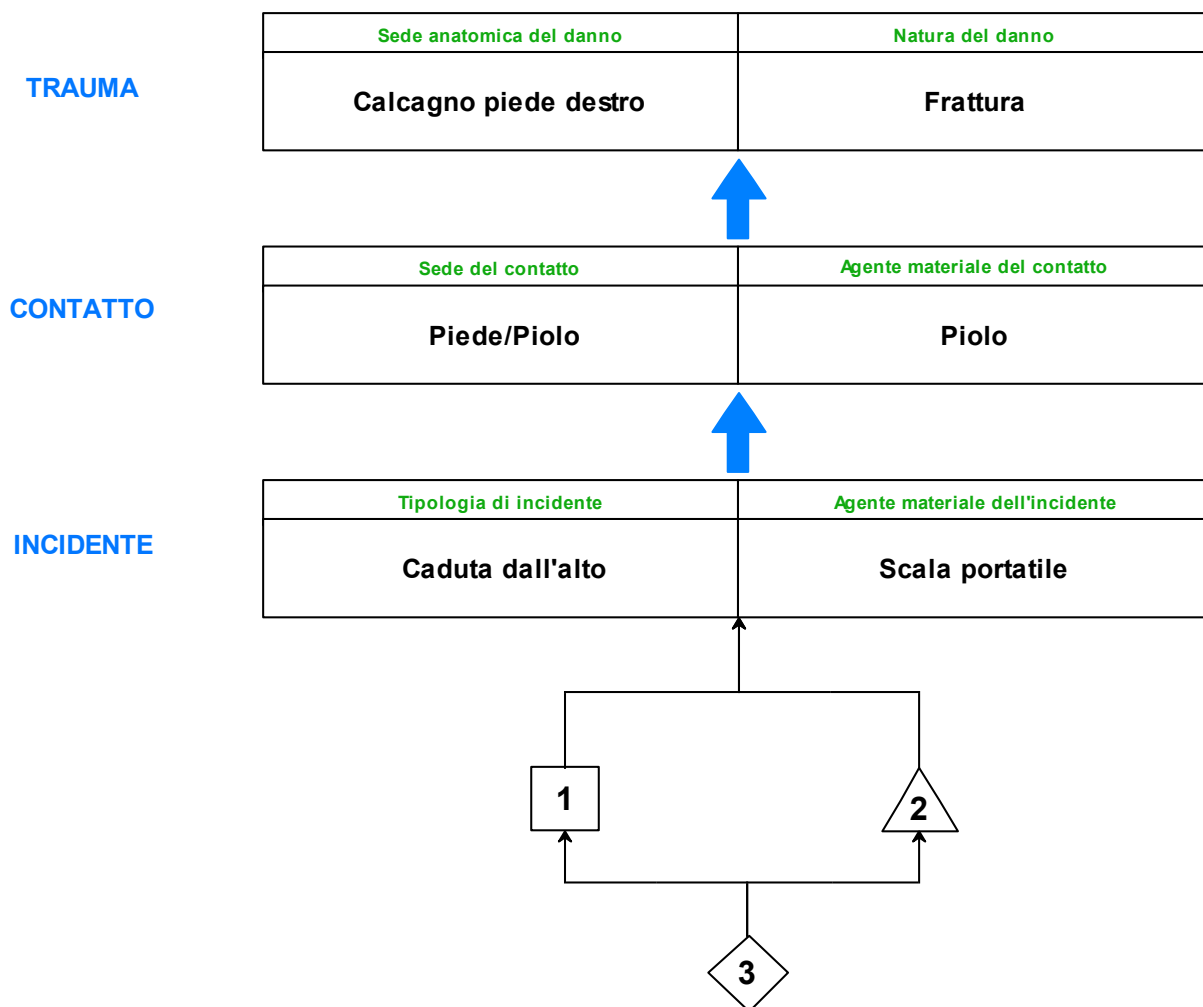 Sede anatomica del danno
Natura del danno
TRAUMA
Calcagno piede destro
Frattura
Sede del contatto
Agente materiale del contatto
CONTATTO
Piede/Piolo
Piolo
Tipologia di incidente
Agente materiale dell'incidente
INCIDENTE
Caduta dall'alto
Scala portatile
1
2
3